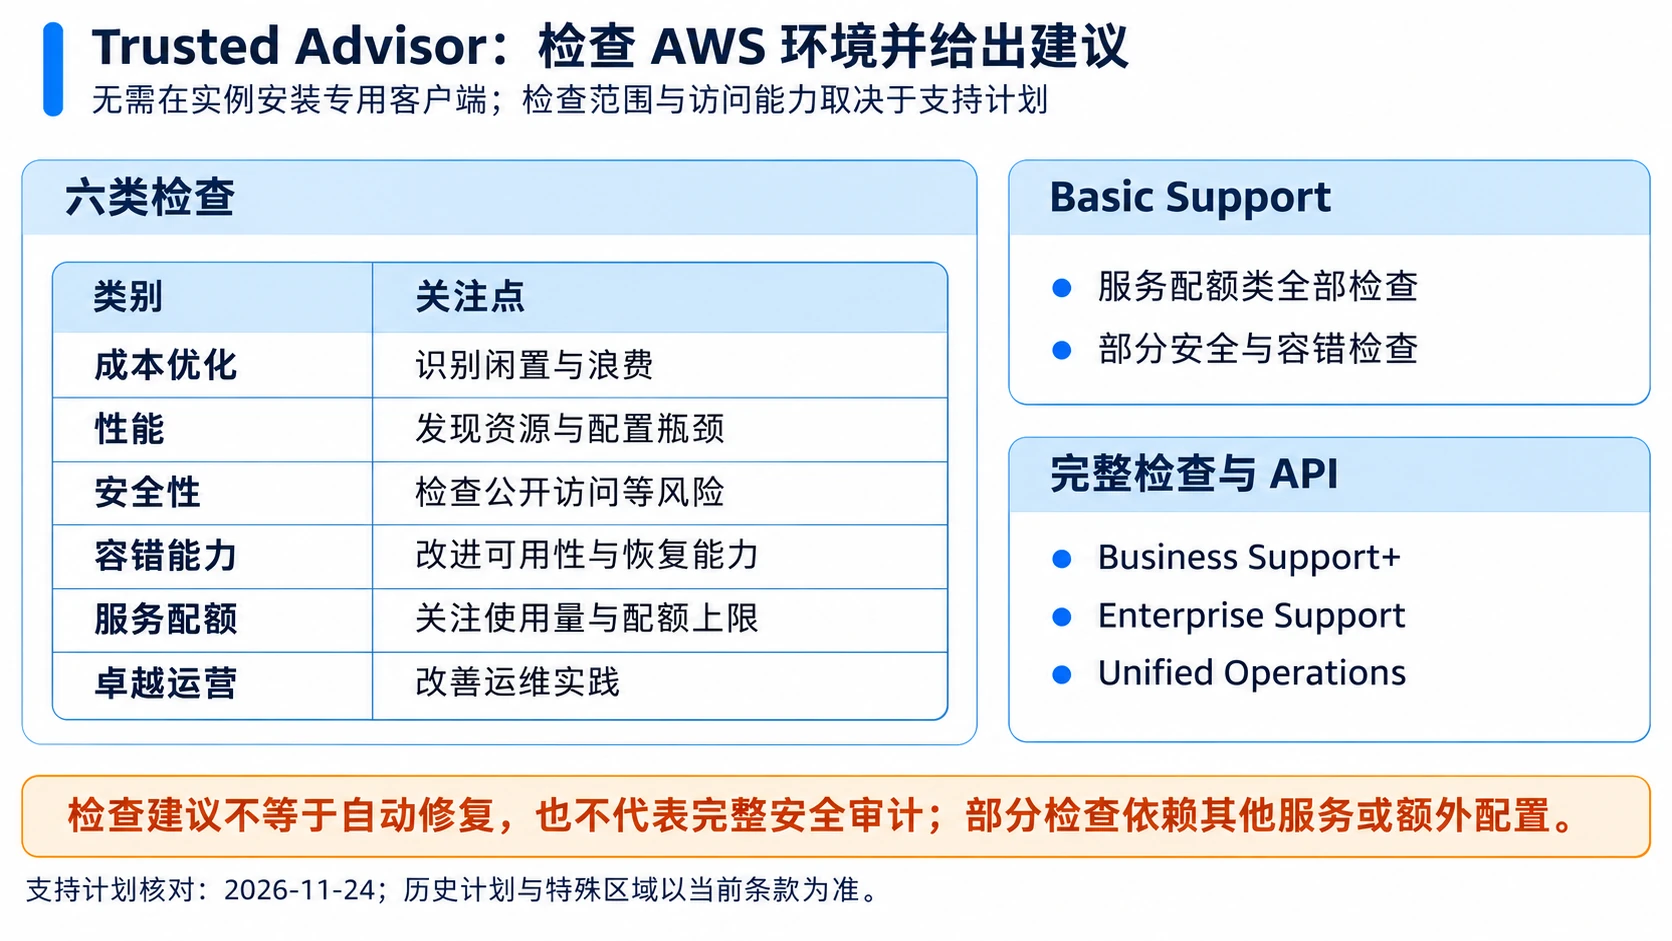 Trusted Advisor：检查 AWS 环境并给出建议
无需在实例安装专用客户端；检查范围与访问能力取决于支持计划
六类检查
类别 关注点
成本优化 识别闲置与浪费
性能 发现资源与配置瓶颈
安全性 检查公开访问等风险
容错能力 改进可用性与恢复能力
服务配额 关注使用量与配额上限
卓越运营 改善运维实践
Basic Support
服务配额类全部检查
部分安全与容错检查
完整检查与 API
Business Support+
Enterprise Support
Unified Operations
检查建议不等于自动修复，也不代表完整安全审计；部分检查依赖其他服务或额外配置。
支持计划核对：2026-11-24；历史计划与特殊区域以当前条款为准。